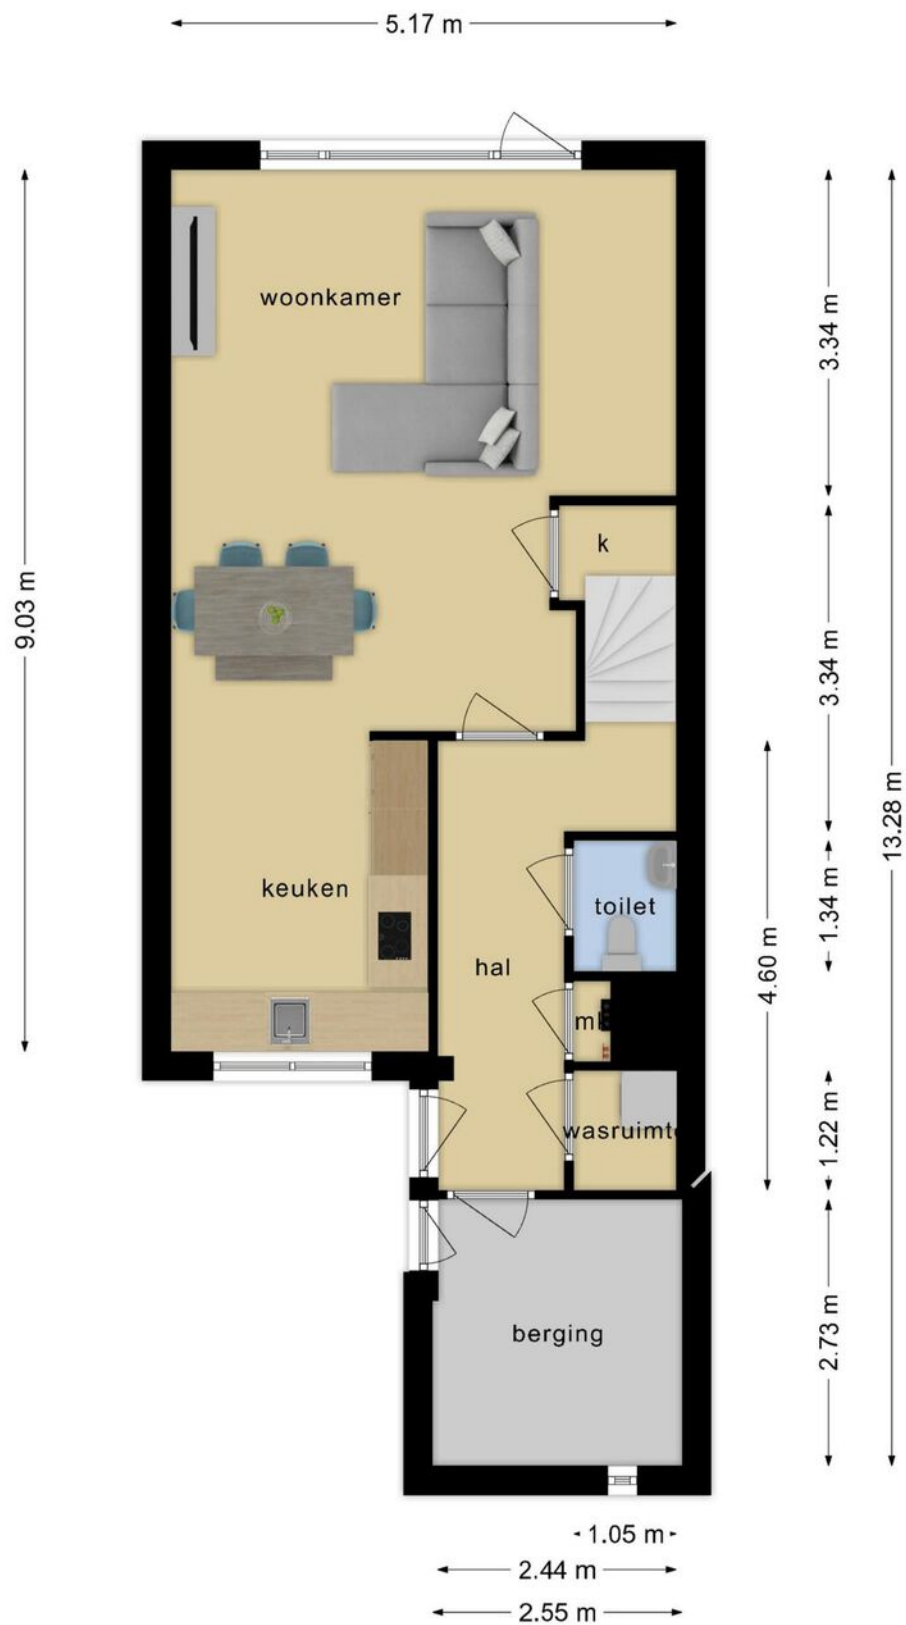 5.17 m
woonkamer
3.34 m
k
9.03 m
3.34 m
13.28 m
keuken
toilet
1.34 m
hal
4.60 m
wasruimte
1.22 m
berging
2.73 m
1.05 m
2.44 m
2.55 m